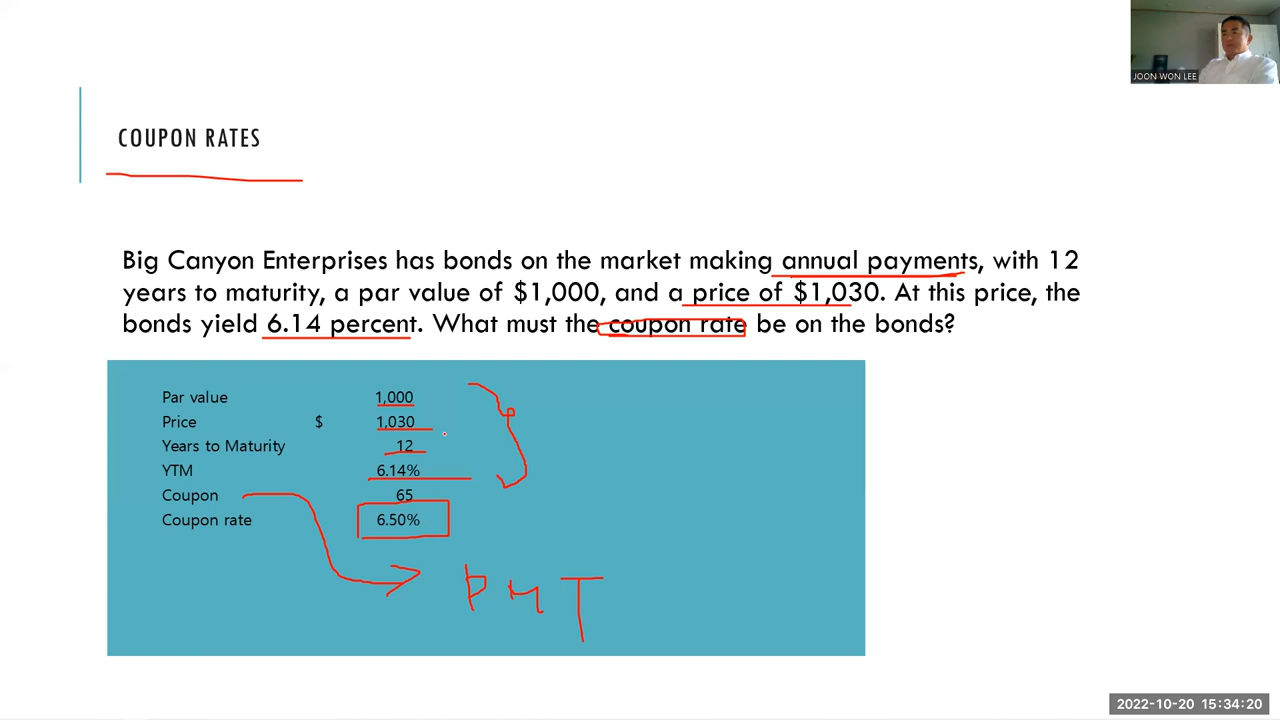 JOON WON LEE
COUPON RATES
Big Canyon Enterprises has bonds on the market making annual payments, with 12
years to maturity, a par value of $1,000, and a price of $1,030. At this price, the
bonds yield 6.14 percent. What must the coupon rate be on the bonds?
Par value 1,000
Price $ 1,030
Years to Maturity 12
YTM 6.14%
Coupon 65
Coupon rate 6.50%
PMT
2022-10-20 15:34:20